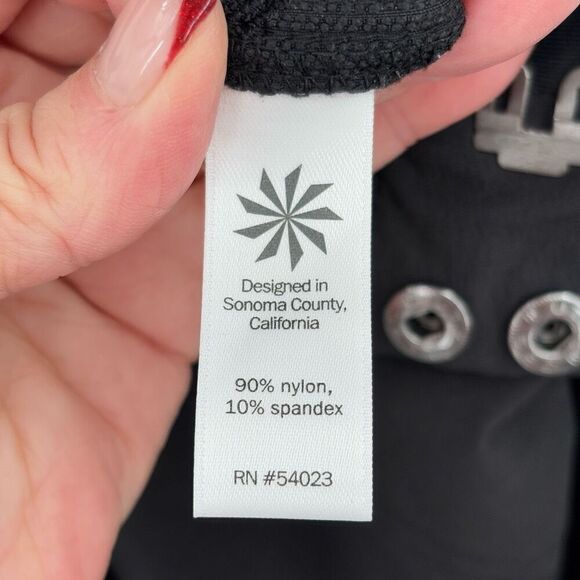 Designed in
Sonoma County,
California
90% nylon,
10% spandex
RN #54023